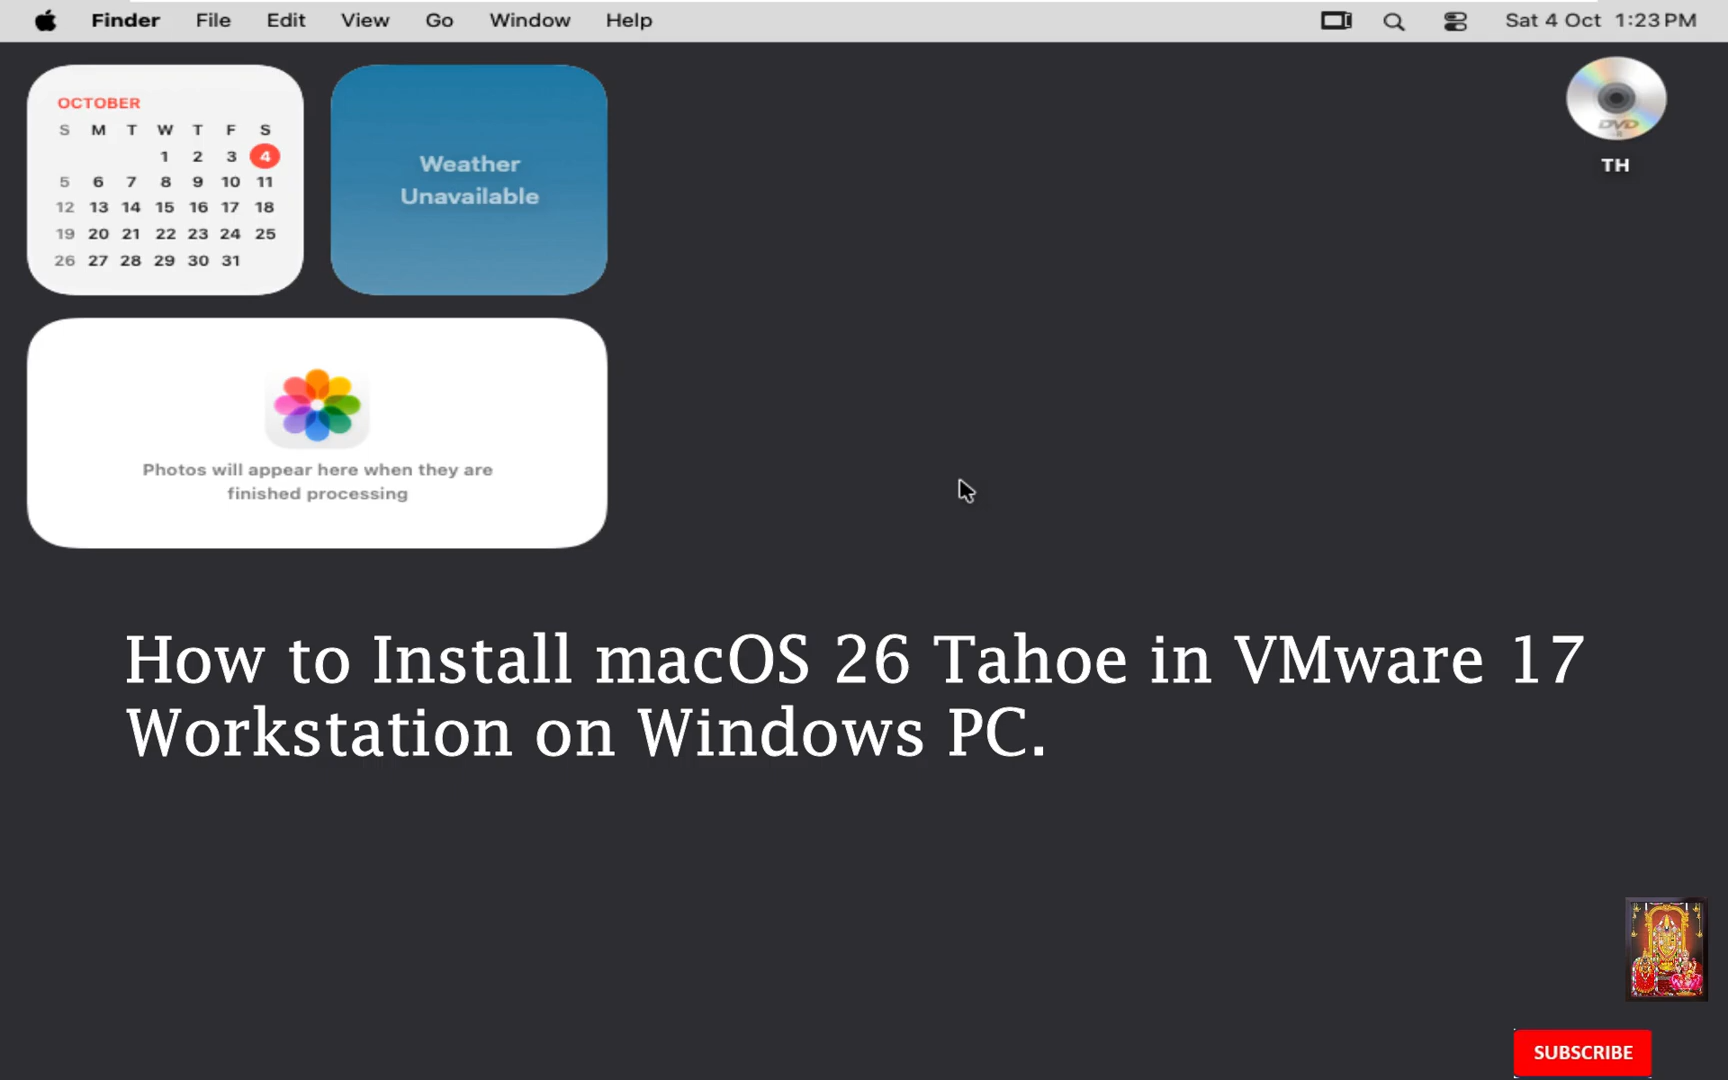 Finder File Edit View Go Window Help Sat 4 Oct 1:23 PM
OCTOBER
S M T W T F S
1 2 3 4
5 6 7 8 9 10 11
12 13 14 15 16 17 18
19 20 21 22 23 24 25
26 27 28 29 30 31
Weather
Unavailable
DVD
TH
Photos will appear here when they are
finished processing
How to Install macOS 26 Tahoe in VMware 17
Workstation on Windows PC.
SUBSCRIBE